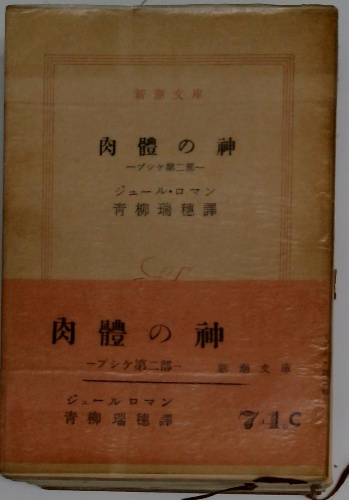 新潮文庫
肉體の神
―プシケ第二部―
ジュール・ロマン
青柳瑞穗譯
肉體の神
―プシケ第二部―
新潮文庫
ジュールロマン
青柳瑞穗譯
71C